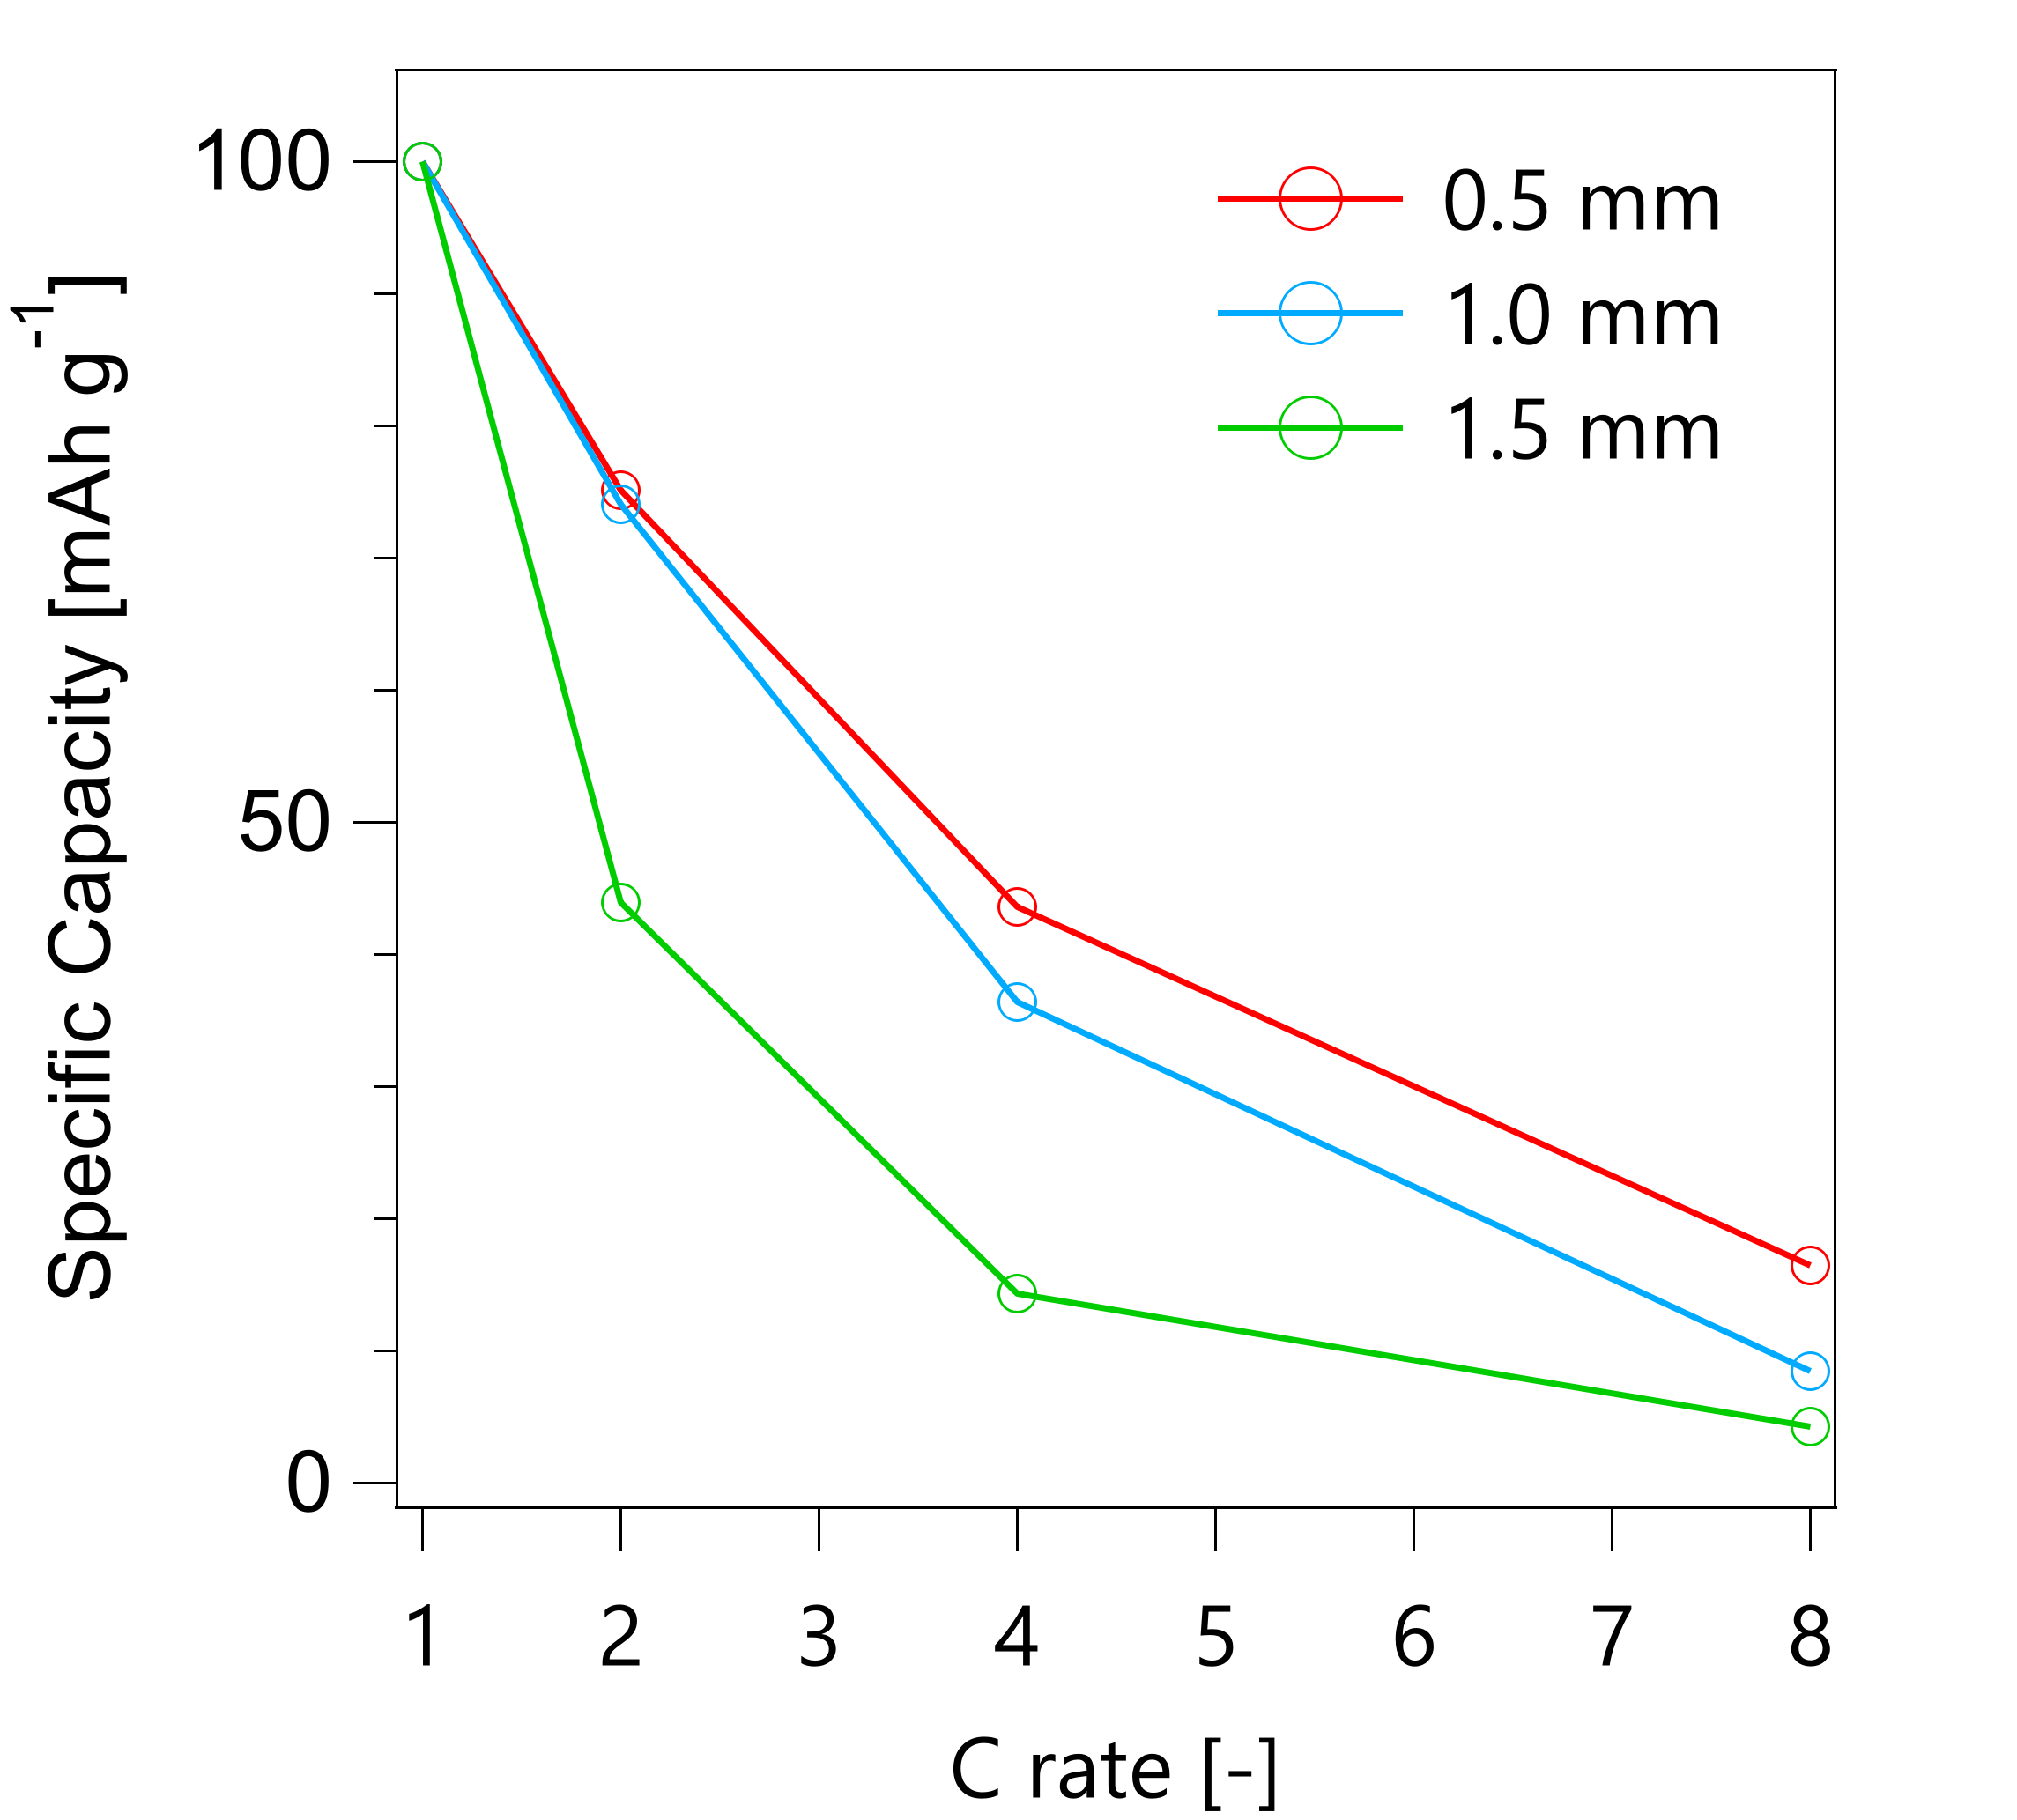 Specific Capacity [mAh g⁻¹]
100
50
0
0.5 mm
1.0 mm
1.5 mm
1 2 3 4 5 6 7 8
C rate [-]